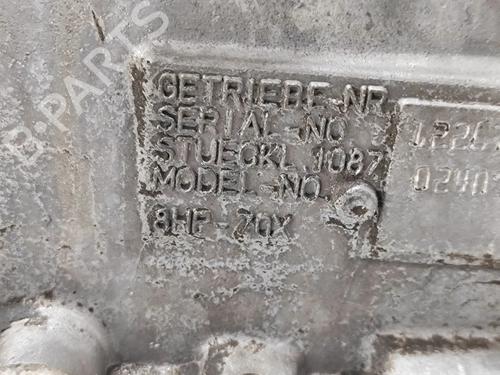 B-PARTS
GETRIEBE-NR.
SERIAL-NO
STUECKL. 1087
MODEL-NO.
8HP-70X